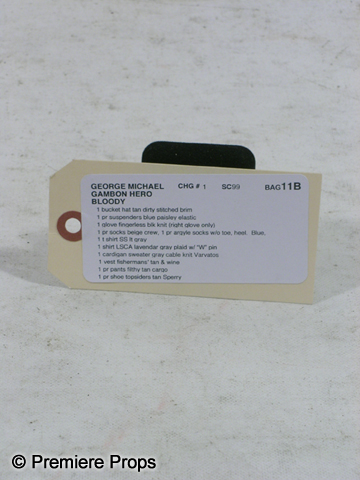 GEORGE MICHAEL CHG # 1 SC99 BAG 11B
GAMBON HERO
BLOODY
1 bucket hat tan dirty stitched brim
1 pr suspenders blue paisley elastic
1 glove fingerless blk knit (right glove only)
1 pr socks beige crew, 1 pr argyle socks w/o toe, heel. Blue,
1 t shirt SS lt gray
1 shirt LSCA lavendar gray plaid w/ "W" pin
1 cardigan sweater gray cable knit Varvatos
1 vest fishermans' tan & wine
1 pr pants filthy tan cargo
1 pr shoe topsiders tan Sperry
© Premiere Props